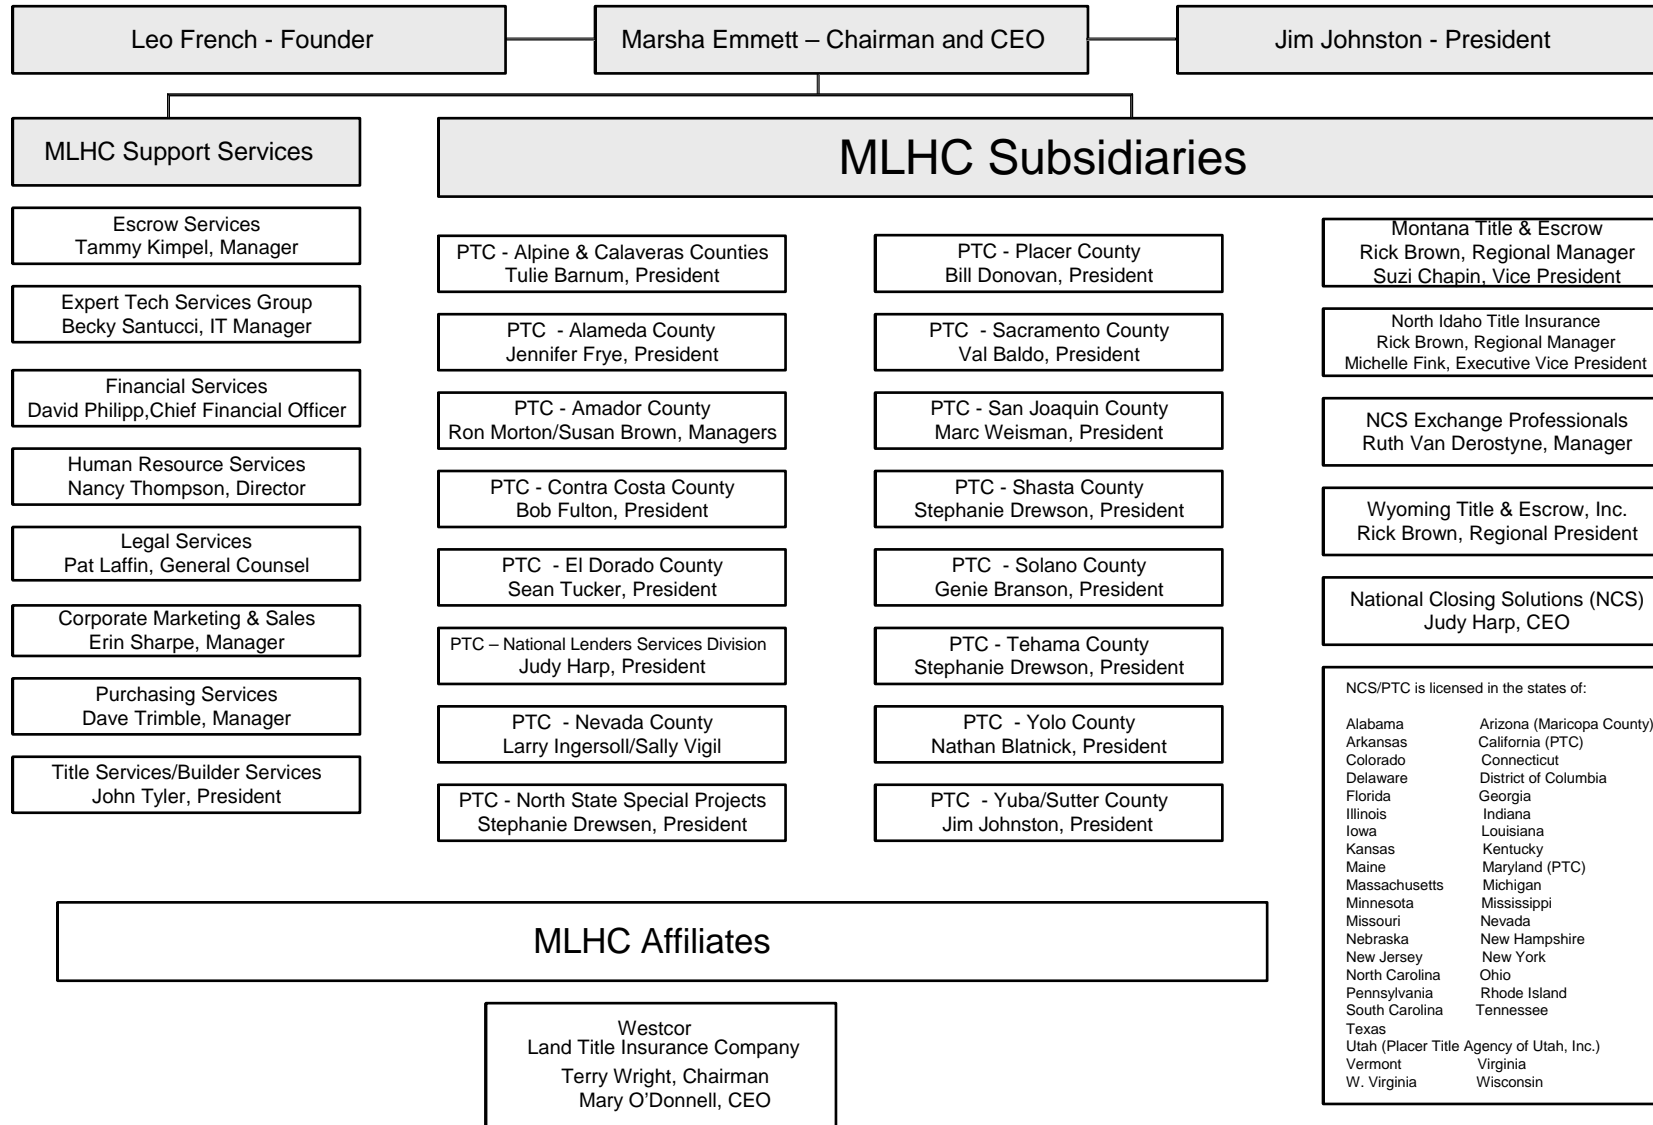 Leo French - Founder
Marsha Emmett – Chairman and CEO
Jim Johnston - President
MLHC Support Services
MLHC Subsidiaries
Escrow Services
Tammy Kimpel, Manager
Expert Tech Services Group
Becky Santucci, IT Manager
Financial Services
David Philipp,Chief Financial Officer
Human Resource Services
Nancy Thompson, Director
Legal Services
Pat Laffin, General Counsel
Corporate Marketing & Sales
Erin Sharpe, Manager
Purchasing Services
Dave Trimble, Manager
Title Services/Builder Services
John Tyler, President
PTC - Alpine & Calaveras Counties
Tulie Barnum, President
PTC - Alameda County
Jennifer Frye, President
PTC - Amador County
Ron Morton/Susan Brown, Managers
PTC - Contra Costa County
Bob Fulton, President
PTC - El Dorado County
Sean Tucker, President
PTC – National Lenders Services Division
Judy Harp, President
PTC - Nevada County
Larry Ingersoll/Sally Vigil
PTC - North State Special Projects
Stephanie Drewsen, President
PTC - Placer County
Bill Donovan, President
PTC - Sacramento County
Val Baldo, President
PTC - San Joaquin County
Marc Weisman, President
PTC - Shasta County
Stephanie Drewson, President
PTC - Solano County
Genie Branson, President
PTC - Tehama County
Stephanie Drewson, President
PTC - Yolo County
Nathan Blatnick, President
PTC - Yuba/Sutter County
Jim Johnston, President
Montana Title & Escrow
Rick Brown, Regional Manager
Suzi Chapin, Vice President
North Idaho Title Insurance
Rick Brown, Regional Manager
Michelle Fink, Executive Vice President
NCS Exchange Professionals
Ruth Van Derostyne, Manager
Wyoming Title & Escrow, Inc.
Rick Brown, Regional President
National Closing Solutions (NCS)
Judy Harp, CEO
NCS/PTC is licensed in the states of:
Alabama Arizona (Maricopa County)
Arkansas California (PTC)
Colorado Connecticut
Delaware District of Columbia
Florida Georgia
Illinois Indiana
Iowa Louisiana
Kansas Kentucky
Maine Maryland (PTC)
Massachusetts Michigan
Minnesota Mississippi
Missouri Nevada
Nebraska New Hampshire
New Jersey New York
North Carolina Ohio
Pennsylvania Rhode Island
South Carolina Tennessee
Texas
Utah (Placer Title Agency of Utah, Inc.)
Vermont Virginia
W. Virginia Wisconsin
MLHC Affiliates
Westcor
Land Title Insurance Company
Terry Wright, Chairman
Mary O’Donnell, CEO